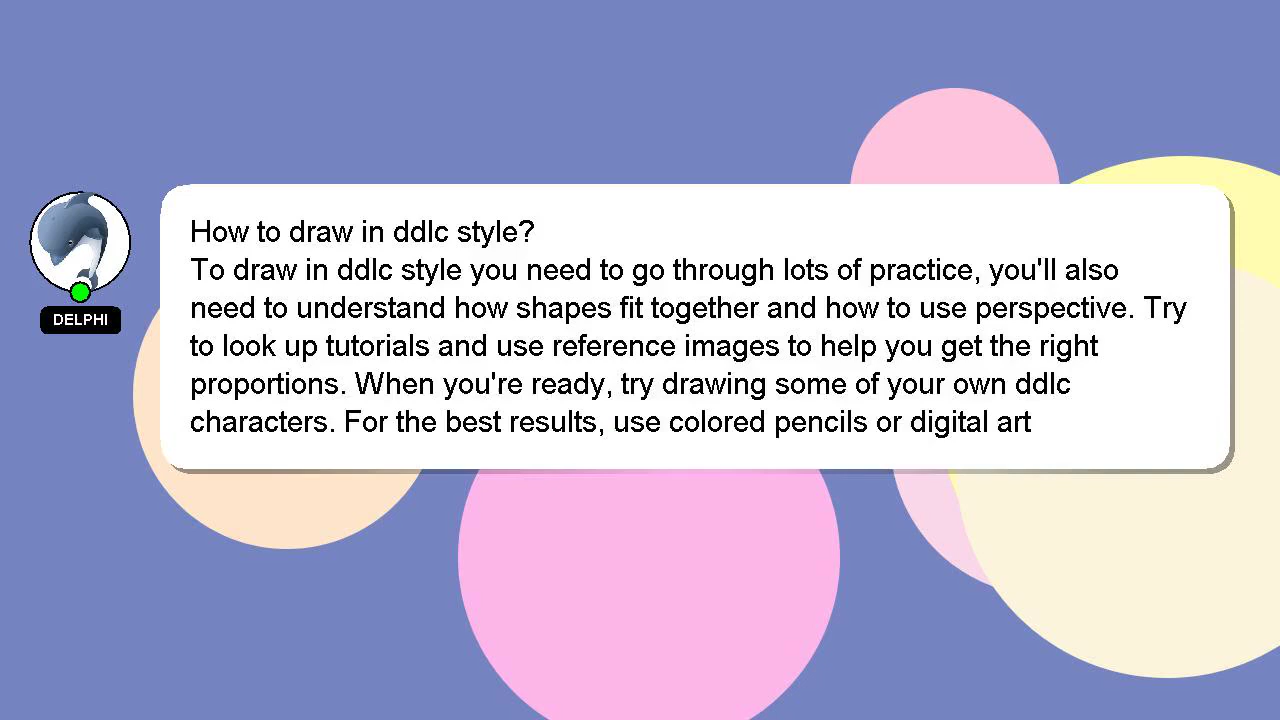 How to draw in ddlc style?
To draw in ddlc style you need to go through lots of practice, you'll also
need to understand how shapes fit together and how to use perspective. Try
to look up tutorials and use reference images to help you get the right
proportions. When you're ready, try drawing some of your own ddlc
characters. For the best results, use colored pencils or digital art
DELPHI